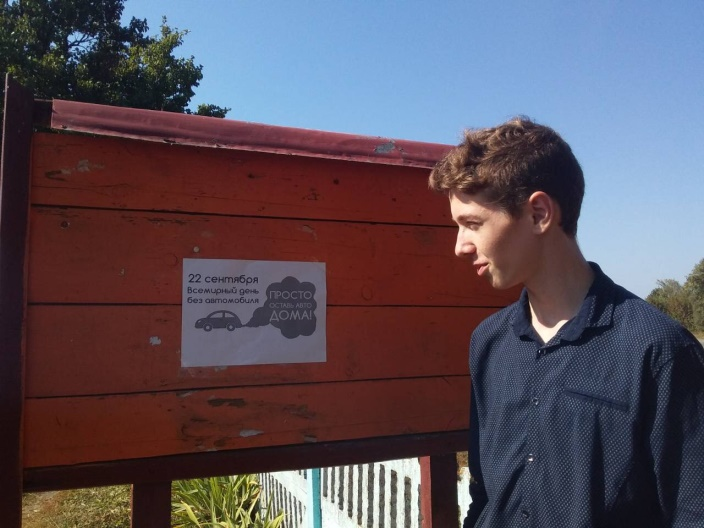 22 сентября
Всемирный день
без автомобиля
ПРОСТО
ОСТАВЬ АВТО
ДОМА!